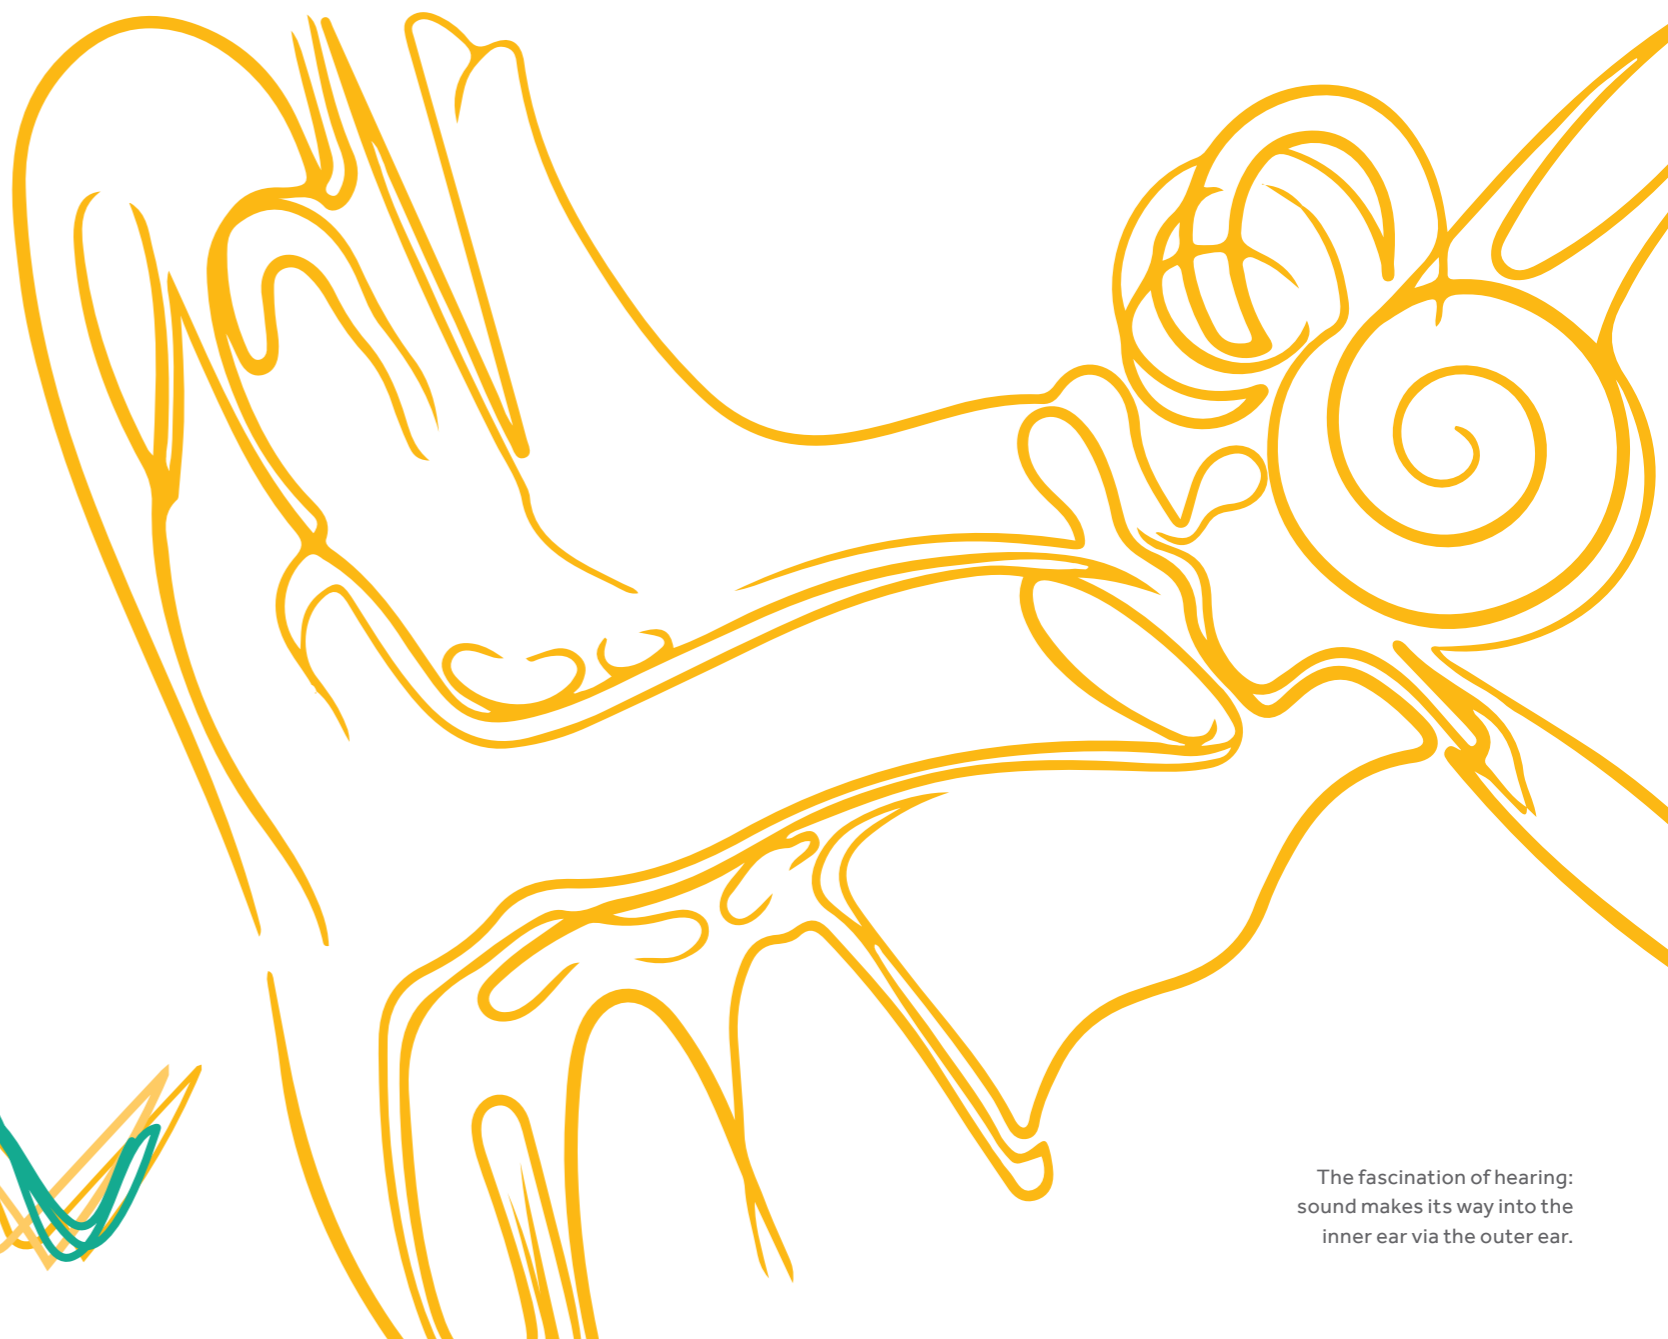 The fascination of hearing:
sound makes its way into the
inner ear via the outer ear.